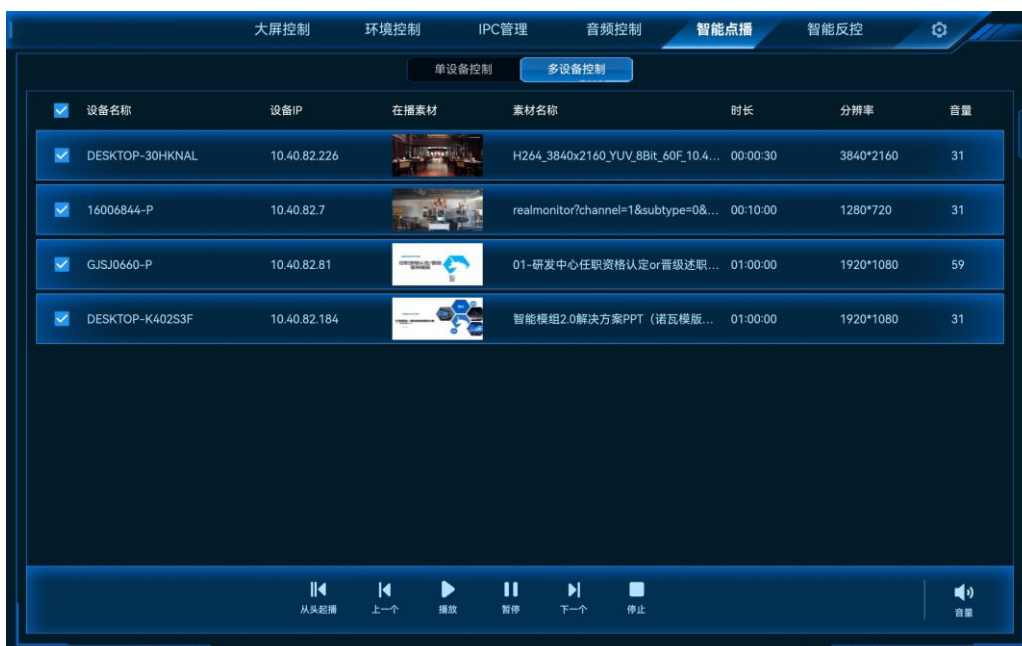 大屏控制 环境控制 IPC管理 音频控制 智能点播 智能反控
单设备控制 多设备控制
设备名称 设备IP 在播素材 素材名称 时长 分辨率 音量
DESKTOP-30HKNAL 10.40.82.226 H264_3840x2160_YUV_8Bit_60F_10.4... 00:00:30 3840*2160 31
16006844-P 10.40.82.7 realmonitor?channel=1&subtype=0&... 00:10:00 1280*720 31
GJSJ0660-P 10.40.82.81 01-研发中心任职资格认定or晋级述职... 01:00:00 1920*1080 59
DESKTOP-K402S3F 10.40.82.184 智能模组2.0解决方案PPT（诺瓦模版... 01:00:00 1920*1080 31
从头起播 上一个 播放 暂停 下一个 停止 音量